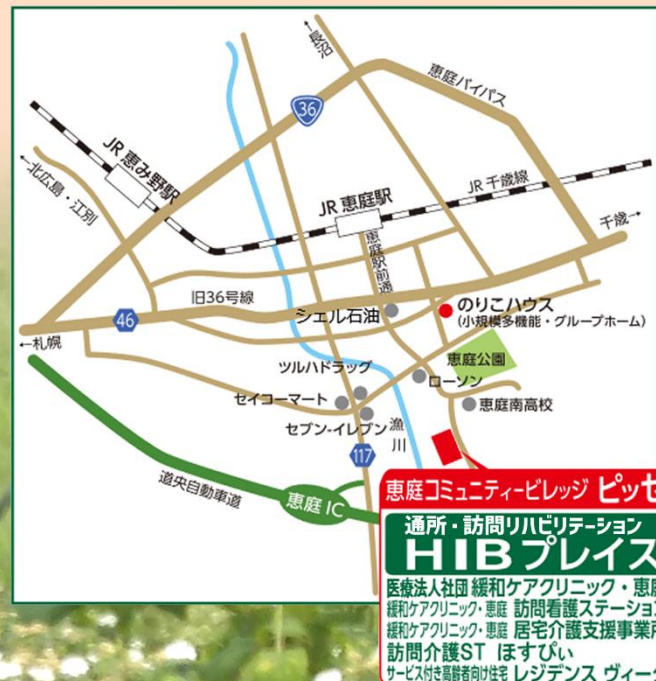 ←長沼
恵庭バイパス
36
JR 恵み野駅
←北広島・江別
JR 恵庭駅
JR 千歳線
千歳→
恵庭駅前通
旧36号線
46
←札幌
シェル石油
のりこハウス
(小規模多機能・グループホーム)
恵庭公園
ツルハドラッグ
ローソン
セイコーマート
恵庭南高校
セブン-イレブン
漁川
117
道央自動車道
恵庭 IC
恵庭コミュニティービレッジ ピッセ
通所・訪問リハビリテーション
HIBプレイス
医療法人社団 緩和ケアクリニック・恵庭
緩和ケアクリニック・恵庭 訪問看護ステーション
緩和ケアクリニック・恵庭 居宅介護支援事業所
訪問介護ST ほすぴぃ
サービス付き高齢者向け住宅 レジデンス ヴィー